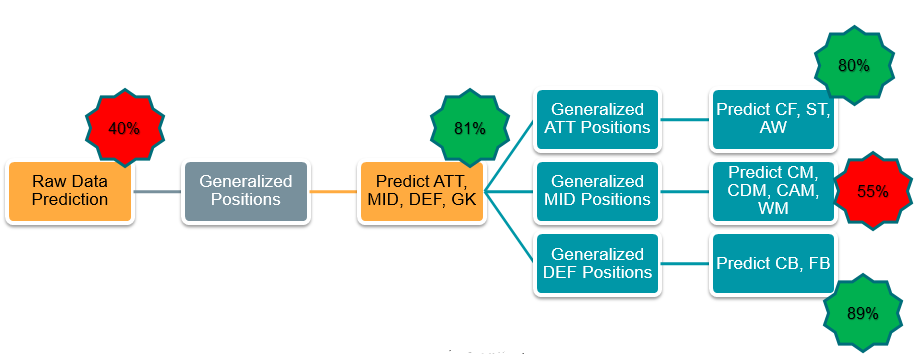 40%
Raw Data
Prediction
Generalized
Positions
81%
Predict ATT,
MID, DEF, GK
Generalized
ATT Positions
80%
Predict CF, ST,
AW
Generalized
MID Positions
Predict CM,
CDM, CAM,
WM
55%
Generalized
DEF Positions
Predict CB, FB
89%